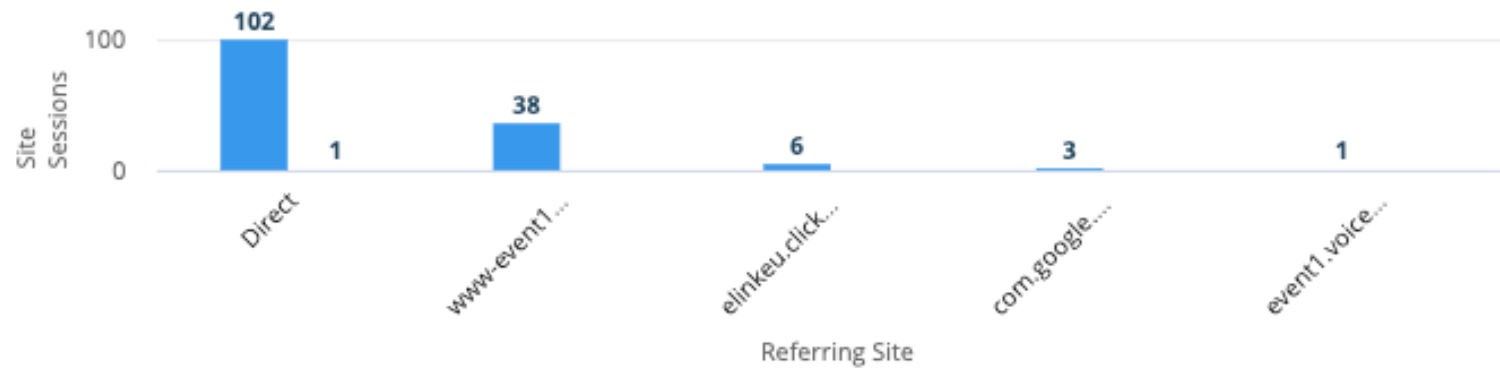 102
100
Site
Sessions
38
1
6
3
1
0
Direct
www-event1...
elinkeu.click...
com.google....
event1.voice...
Referring Site